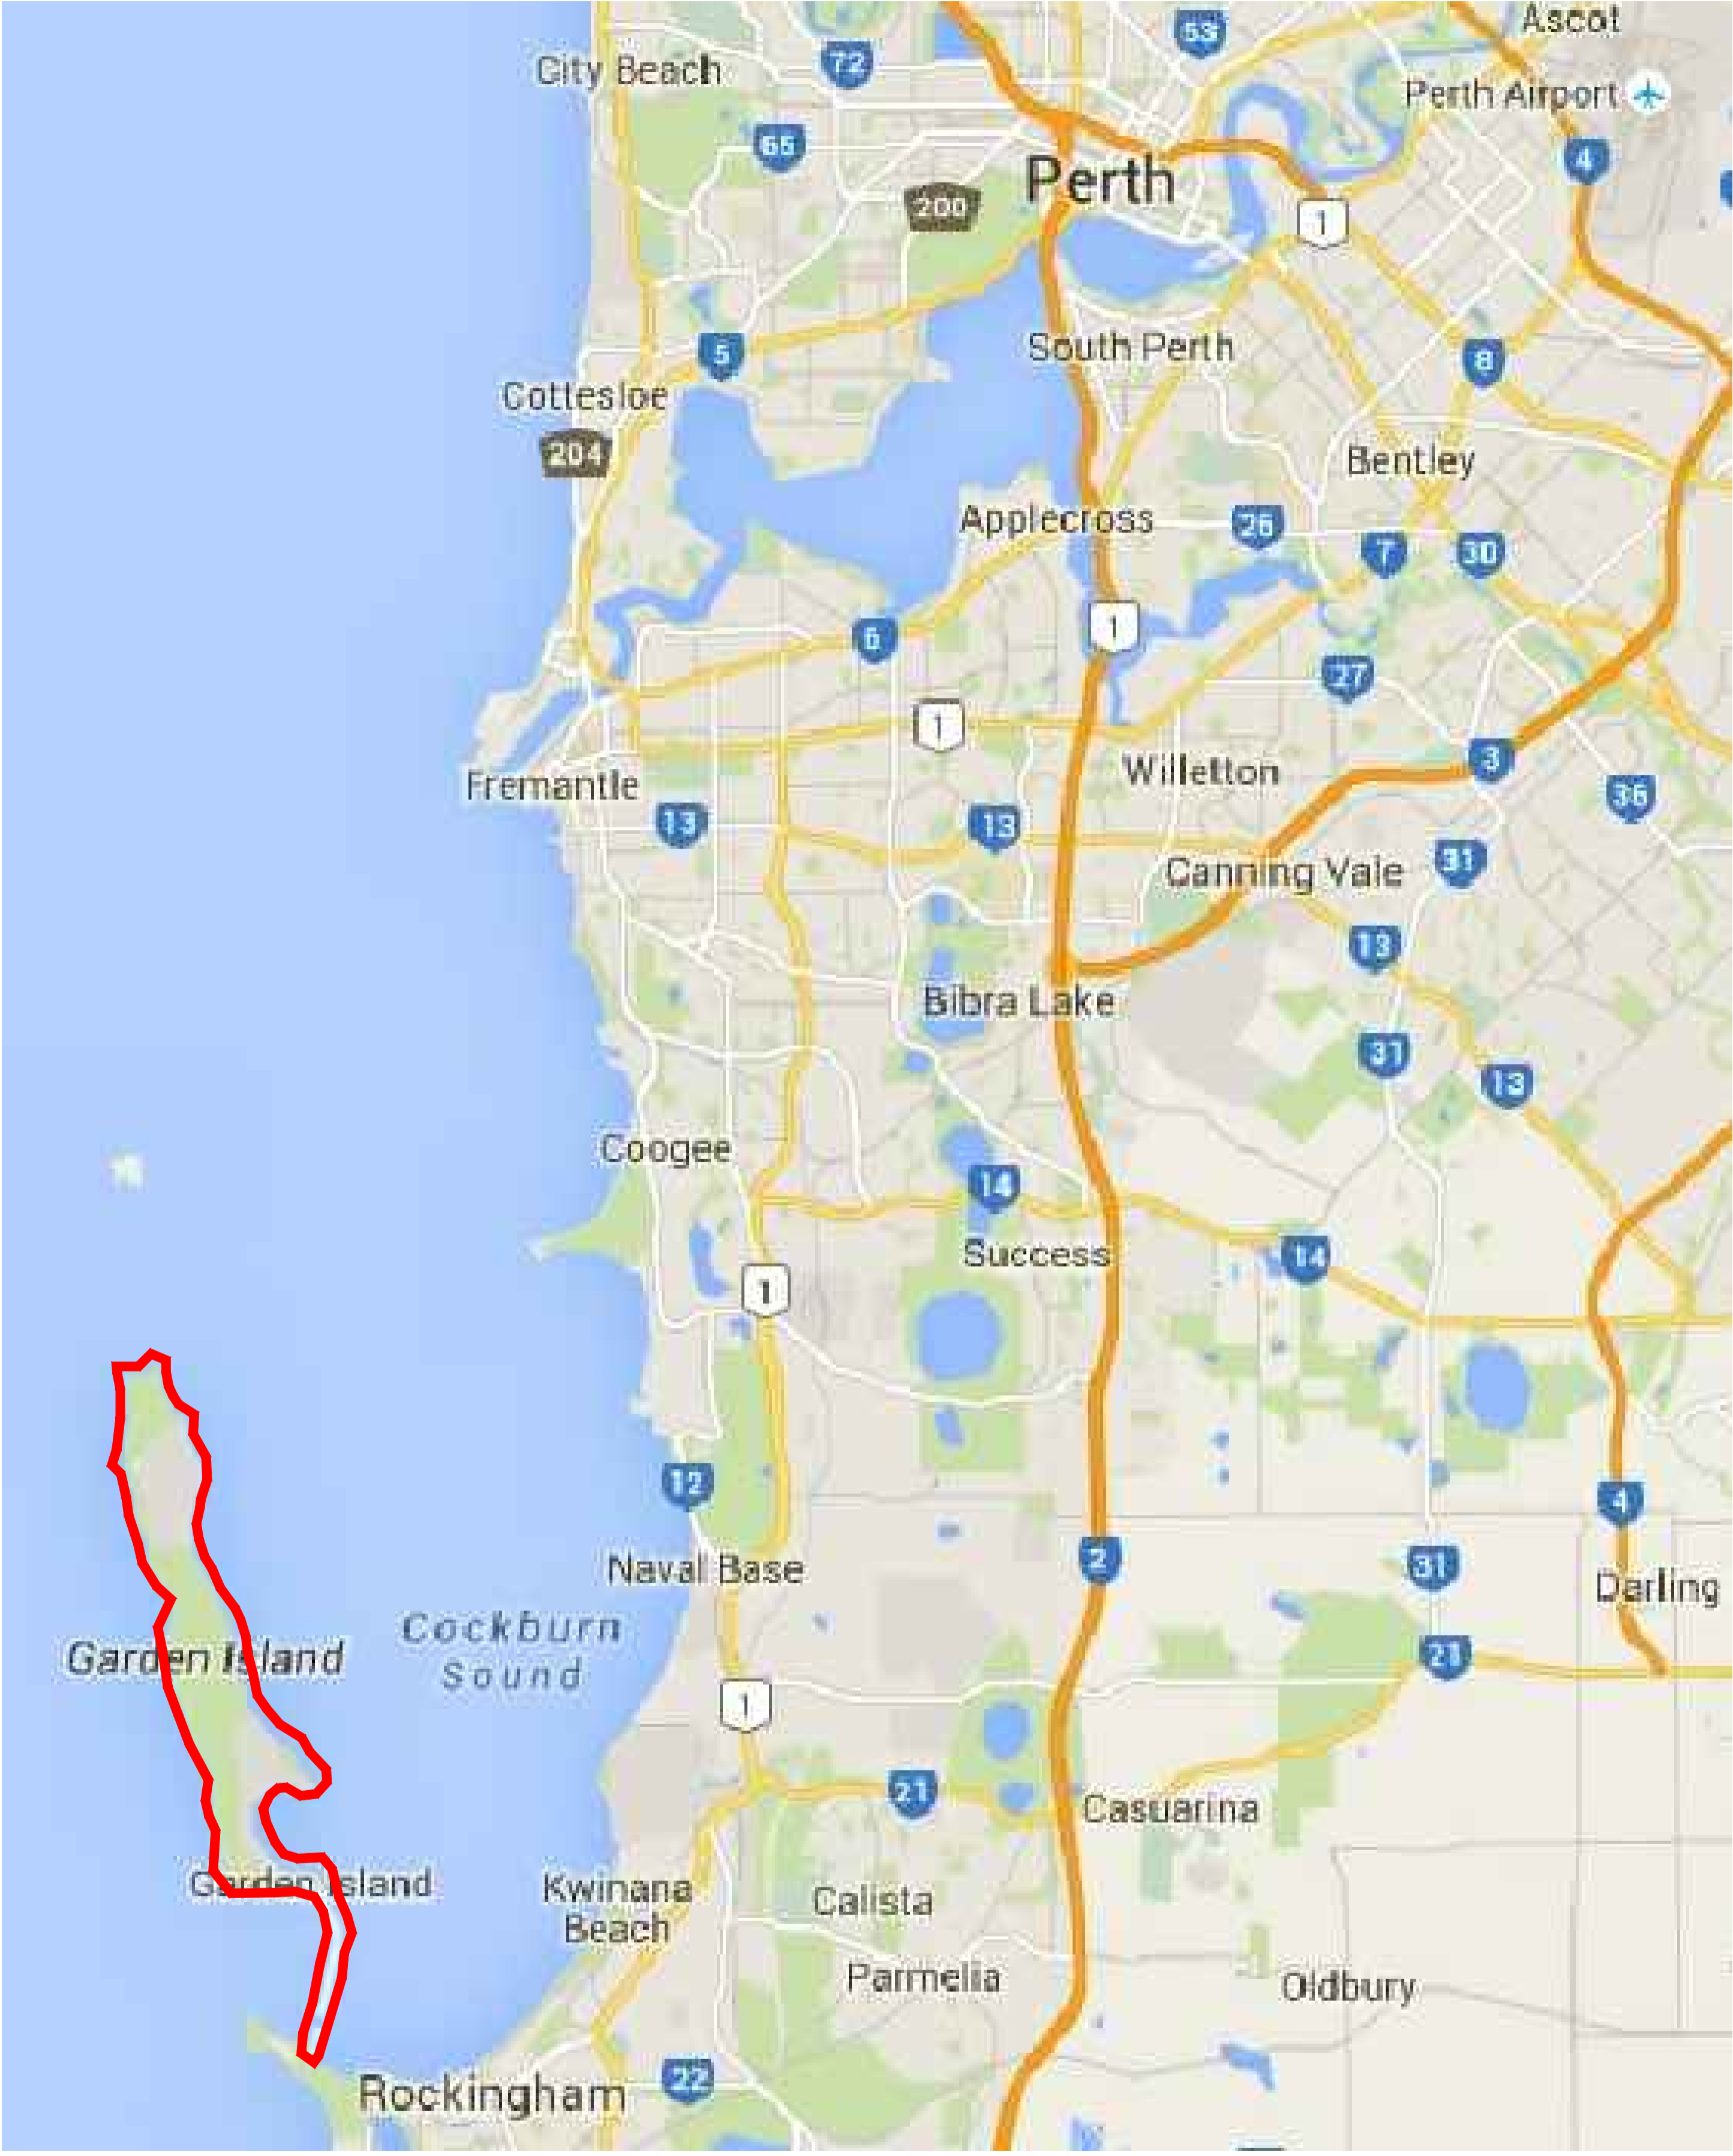 Ascot
53
72
City Beach
Perth Airport
65
4
Perth
200
1
South Perth
5
8
Cottesloe
204
Bentley
Applecross
26
7
30
1
6
27
1
3
Willetton
Fremantle
36
13
13
31
Canning Vale
13
Bibra Lake
31
13
Coogee
14
Success
14
1
12
4
2
31
Naval Base
Darling
Cockburn
Sound
Garden Island
21
1
21
Casuarina
Garden Island
Kwinana
Beach
Calista
Parmelia
Oldbury
22
Rockingham